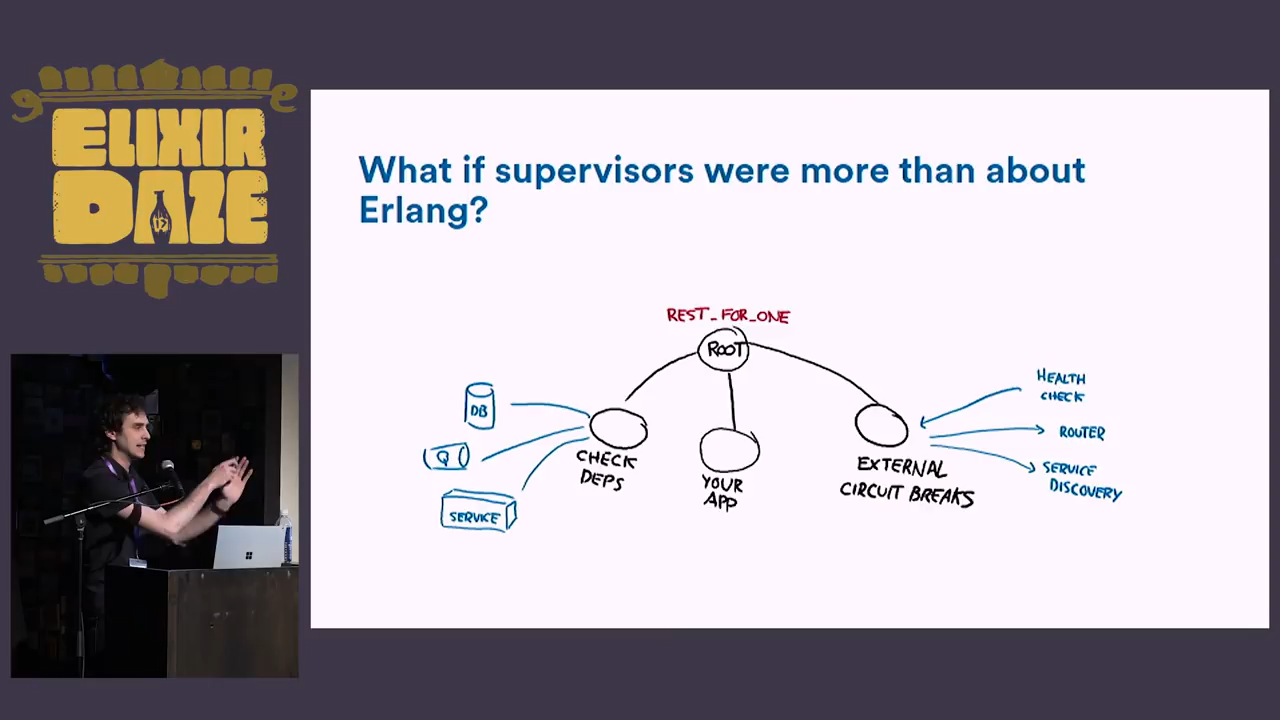 ELIXIR
DAZE
What if supervisors were more than about
Erlang?
REST_FOR_ONE
ROOT
DB
Q
SERVICE
CHECK
DEPS
YOUR
APP
EXTERNAL
CIRCUIT BREAKS
HEALTH
CHECK
ROUTER
SERVICE
DISCOVERY